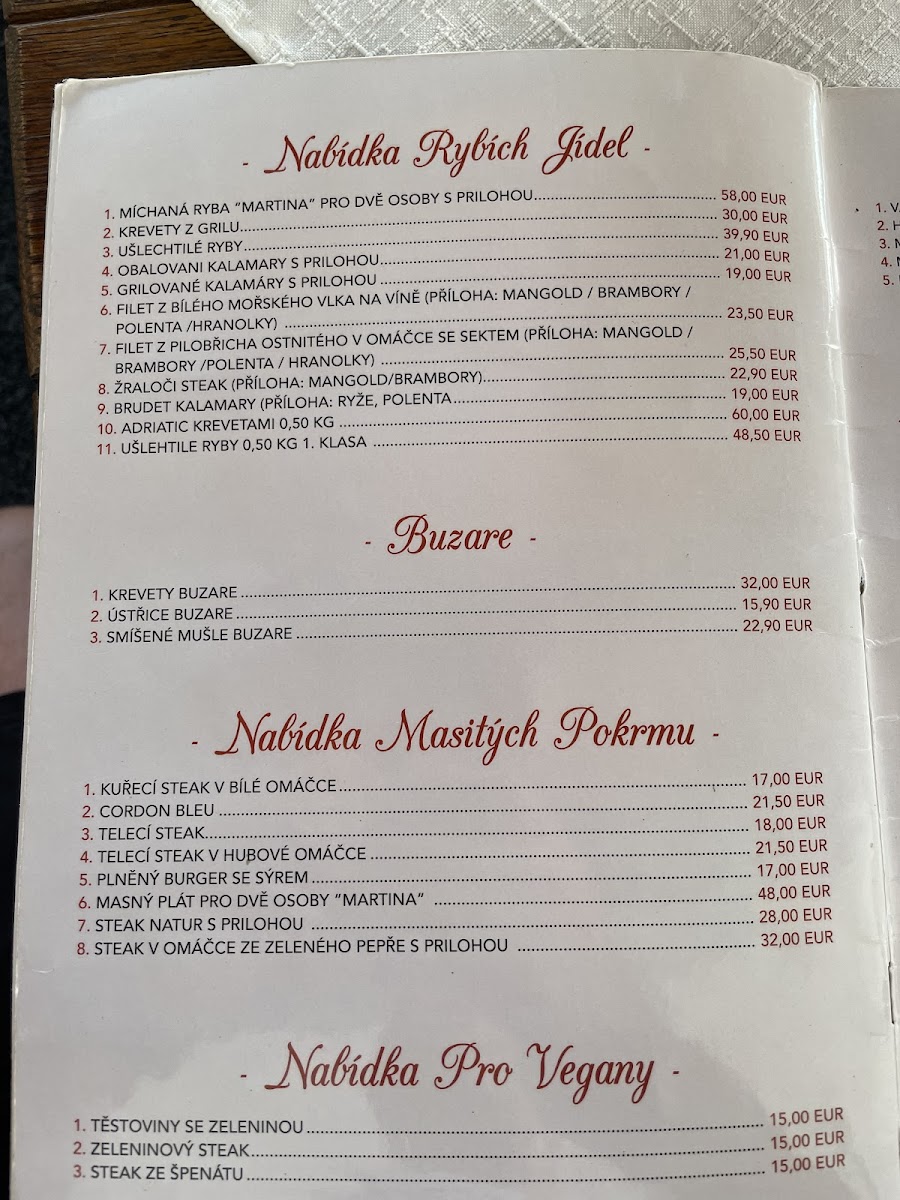 - Nabídka Rybích Jídel -
1. MÍCHANÁ RYBA "MARTINA" PRO DVĚ OSOBY S PRILOHOU 58,00 EUR
2. KREVETY Z GRILU 30,00 EUR
3. UŠLECHTILÉ RYBY 39,90 EUR
4. OBALOVANI KALAMARY S PRILOHOU 21,00 EUR
5. GRILOVANÉ KALAMÁRY S PRILOHOU 19,00 EUR
6. FILET Z BÍLÉHO MOŘSKÉHO VLKA NA VÍNĚ (PŘÍLOHA: MANGOLD / BRAMBORY /
POLENTA /HRANOLKY) 23,50 EUR
7. FILET Z PILOBŘICHA OSTNITÉHO V OMÁČCE SE SEKTEM (PŘÍLOHA: MANGOLD /
BRAMBORY /POLENTA / HRANOLKY) 25,50 EUR
8. ŽRALOČI STEAK (PŘÍLOHA: MANGOLD/BRAMBORY) 22,90 EUR
9. BRUDET KALAMARY (PŘÍLOHA: RYŽE, POLENTA 19,00 EUR
10. ADRIATIC KREVETAMI 0,50 KG 60,00 EUR
11. UŠLEHTILE RYBY 0,50 KG 1. KLASA 48,50 EUR
- Buzare -
1. KREVETY BUZARE 32,00 EUR
2. ÚSTŘICE BUZARE 15,90 EUR
3. SMÍŠENÉ MUŠLE BUZARE 22,90 EUR
- Nabídka Masitých Pokrmu -
1. KUŘECÍ STEAK V BÍLÉ OMÁČCE 17,00 EUR
2. CORDON BLEU 21,50 EUR
3. TELECÍ STEAK 18,00 EUR
4. TELECÍ STEAK V HUBOVÉ OMÁČCE 21,50 EUR
5. PLNĚNÝ BURGER SE SÝREM 17,00 EUR
6. MASNÝ PLÁT PRO DVĚ OSOBY "MARTINA" 48,00 EUR
7. STEAK NATUR S PRILOHOU 28,00 EUR
8. STEAK V OMÁČCE ZE ZELENÉHO PEPŘE S PRILOHOU 32,00 EUR
- Nabídka Pro Vegany -
1. TĚSTOVINY SE ZELENINOU 15,00 EUR
2. ZELENINOVÝ STEAK 15,00 EUR
3. STEAK ZE ŠPENÁTU 15,00 EUR
1.
2.
3.
4.
5.